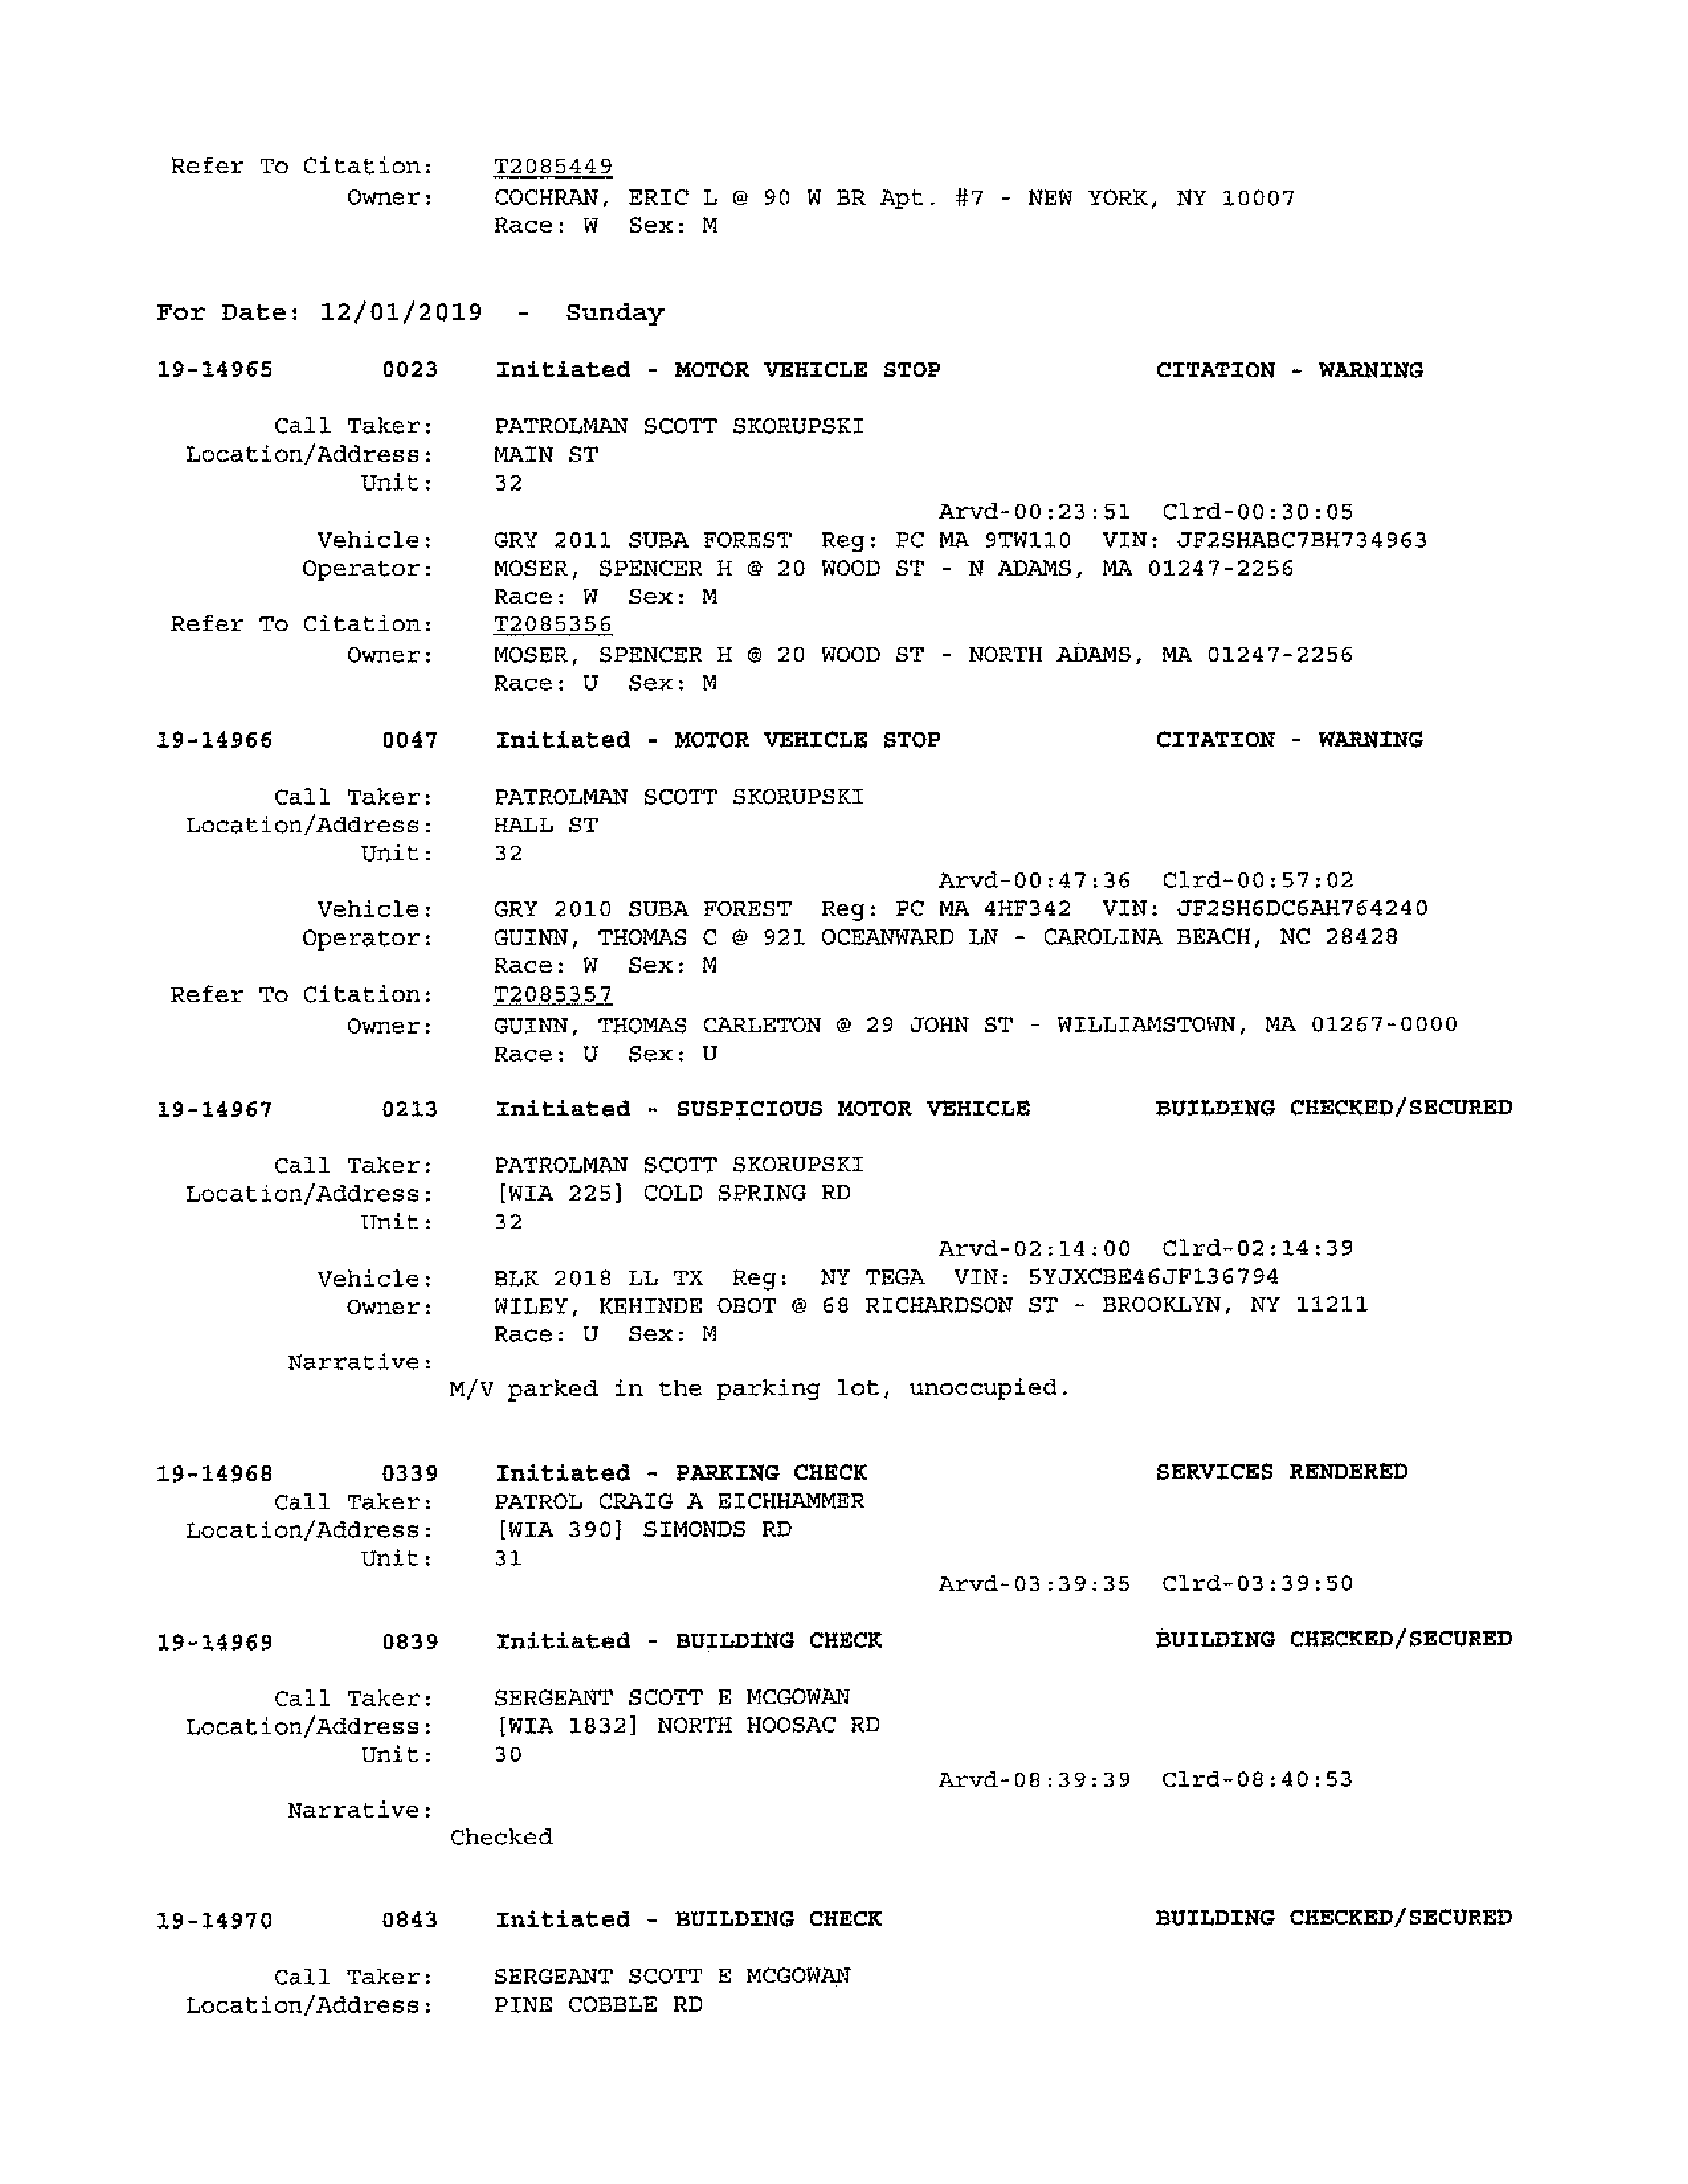 Refer To Citation: T2085449
Owner: COCHRAN, ERIC L @ 90 W BR Apt. #7 - NEW YORK, NY 10007
Race: W Sex: M
For Date: 12/01/2019 - Sunday
19-14965 0023 Initiated - MOTOR VEHICLE STOP CITATION - WARNING
Call Taker: PATROLMAN SCOTT SKORUPSKI
Location/Address: MAIN ST
Unit: 32
Arvd-00:23:51 Clrd-00:30:05
Vehicle: GRY 2011 SUBA FOREST Reg: PC MA 9TW110 VIN: JF2SHABC7BH734963
Operator: MOSER, SPENCER H @ 20 WOOD ST - N ADAMS, MA 01247-2256
Race: W Sex: M
Refer To Citation: T2085356
Owner: MOSER, SPENCER H @ 20 WOOD ST - NORTH ADAMS, MA 01247-2256
Race: U Sex: M
19-14966 0047 Initiated - MOTOR VEHICLE STOP CITATION - WARNING
Call Taker: PATROLMAN SCOTT SKORUPSKI
Location/Address: HALL ST
Unit: 32
Arvd-00:47:36 Clrd-00:57:02
Vehicle: GRY 2010 SUBA FOREST Reg: PC MA 4HF342 VIN: JF2SH6DC6AH764240
Operator: GUINN, THOMAS C @ 921 OCEANWARD LN - CAROLINA BEACH, NC 28428
Race: W Sex: M
Refer To Citation: T2085357
Owner: GUINN, THOMAS CARLETON @ 29 JOHN ST - WILLIAMSTOWN, MA 01267-0000
Race: U Sex: U
19-14967 0213 Initiated - SUSPICIOUS MOTOR VEHICLE BUILDING CHECKED/SECURED
Call Taker: PATROLMAN SCOTT SKORUPSKI
Location/Address: [WIA 225] COLD SPRING RD
Unit: 32
Arvd-02:14:00 Clrd-02:14:39
Vehicle: BLK 2018 LL TX Reg: NY TEGA VIN: 5YJXCBE46JF136794
Owner: WILEY, KEHINDE OBOT @ 68 RICHARDSON ST - BROOKLYN, NY 11211
Race: U Sex: M
Narrative:
M/V parked in the parking lot, unoccupied.
19-14968 0339 Initiated - PARKING CHECK SERVICES RENDERED
Call Taker: PATROL CRAIG A EICHHAMMER
Location/Address: [WIA 390] SIMONDS RD
Unit: 31
Arvd-03:39:35 Clrd-03:39:50
19-14969 0839 Initiated - BUILDING CHECK BUILDING CHECKED/SECURED
Call Taker: SERGEANT SCOTT E MCGOWAN
Location/Address: [WIA 1832] NORTH HOOSAC RD
Unit: 30
Arvd-08:39:39 Clrd-08:40:53
Narrative:
Checked
19-14970 0843 Initiated - BUILDING CHECK BUILDING CHECKED/SECURED
Call Taker: SERGEANT SCOTT E MCGOWAN
Location/Address: PINE COBBLE RD